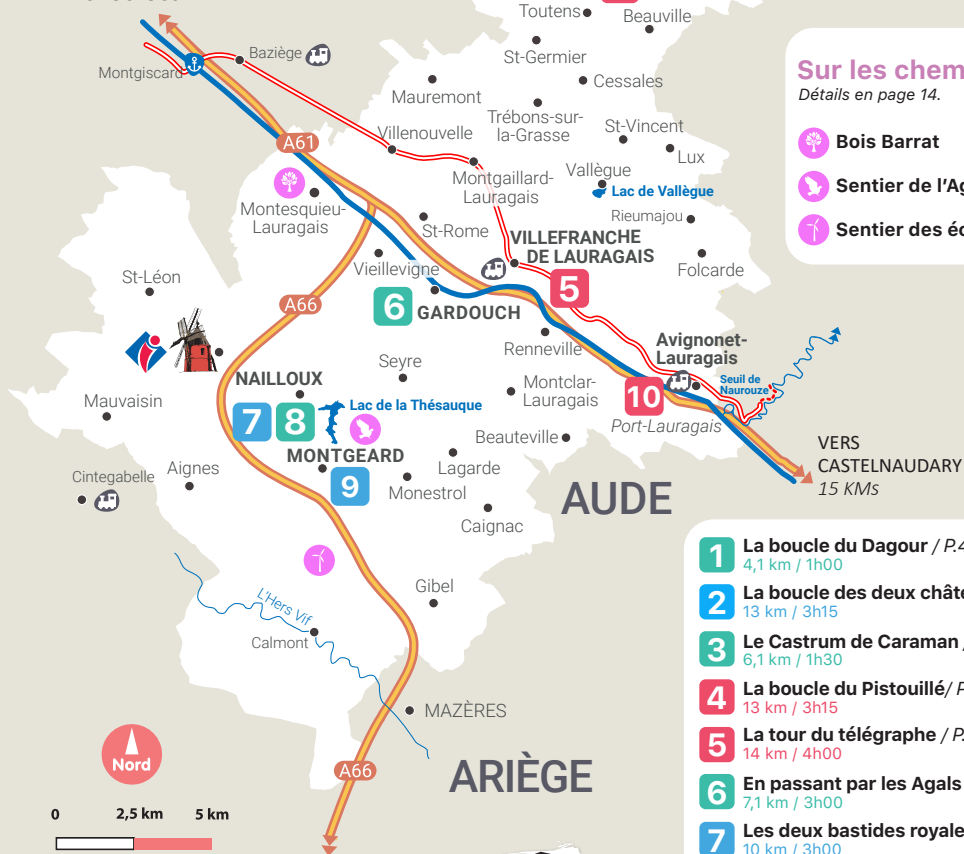 Toutens
Beauville
St-Germier
Baziège
Montgiscard
Cessales
Mauremont
Trébons-sur-
la-Grasse
St-Vincent
Villenouvelle
A61
Lux
Vallègue
Montgaillard-
Lauragais
Lac de Vallègue
Montesquieu-
Lauragais
St-Rome
Rieumajou
VILLEFRANCHE
DE LAURAGAIS
Vieillevigne
Folcarde
St-Léon
5
A66
6
GARDOUCH
Renneville
Avignonet-
Lauragais
Seyre
NAILLOUX
Montclar-
Lauragais
Seuil de
Naurouze
10
Mauvaisin
7
8
Lac de la Thésauque
Port-Lauragais
Beauteville
MONTGEARD
VERS
CASTELNAUDARY
15 KMs
Cintegabelle
Aignes
Lagarde
9
Monestrol
AUDE
Caignac
Gibel
L'Hers Vif
Calmont
MAZÈRES
A66
ARIÈGE
Nord
0 2,5 km 5 km
Sur les chem
Détails en page 14.
Bois Barrat
Sentier de l'Ag
Sentier des éo
1 La boucle du Dagour / P.4
4,1 km / 1h00
2 La boucle des deux châte
13 km / 3h15
3 Le Castrum de Caraman /
6,1 km / 1h30
4 La boucle du Pistouillé/ P
13 km / 3h15
5 La tour du télégraphe / P.
14 km / 4h00
6 En passant par les Agals
7,1 km / 3h00
7 Les deux bastides royale
10 km / 3h00